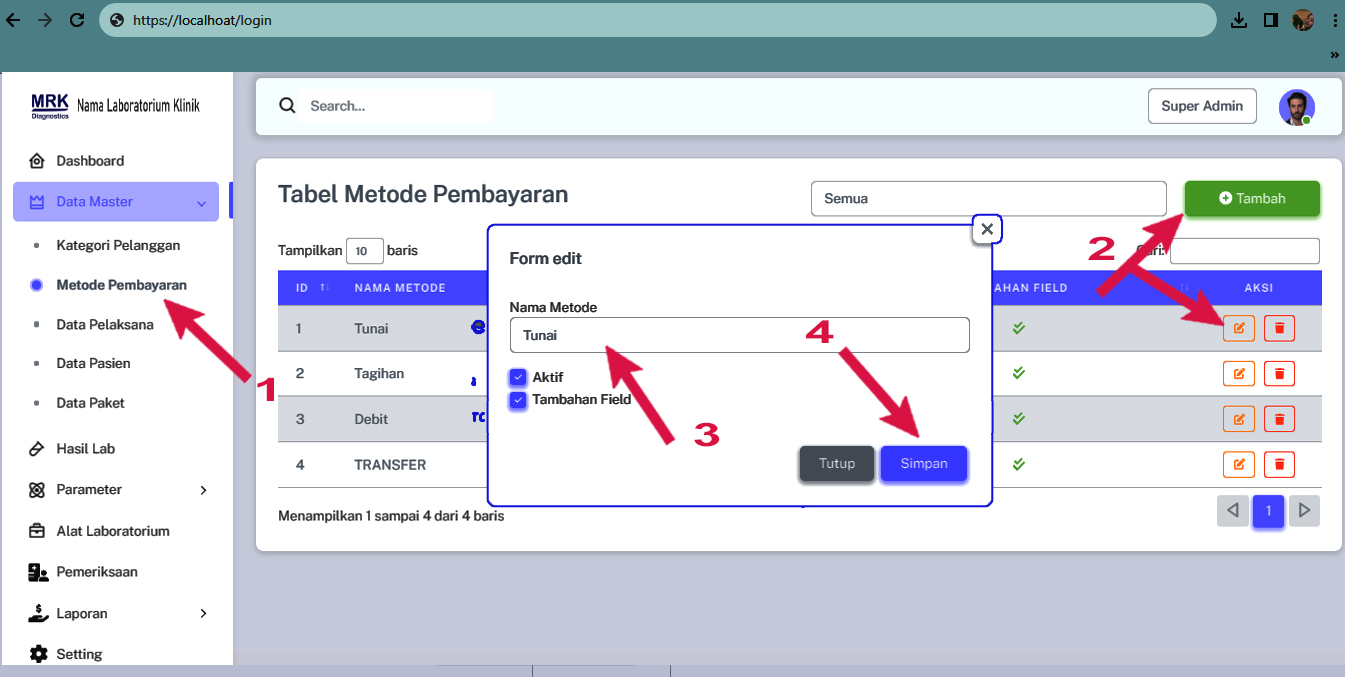 https://localhoat/login
MRK
Diagnostics
Nama Laboratorium Klinik
Search...
Super Admin
Dashboard
Data Master
Kategori Pelanggan
Metode Pembayaran
Data Pelaksana
Data Pasien
Data Paket
Hasil Lab
Parameter
Alat Laboratorium
Pemeriksaan
Laporan
Setting
1
Tabel Metode Pembayaran
Semua
Tambah
2
Tampilkan 10 baris
Cari:
ID NAMA METODE AHAN FIELD AKSI
1 Tunai
2 Tagihan
3 Debit
4 TRANSFER
Menampilkan 1 sampai 4 dari 4 baris
1
Form edit
Nama Metode
Tunai
4
Aktif
Tambahan Field
3
Tutup Simpan